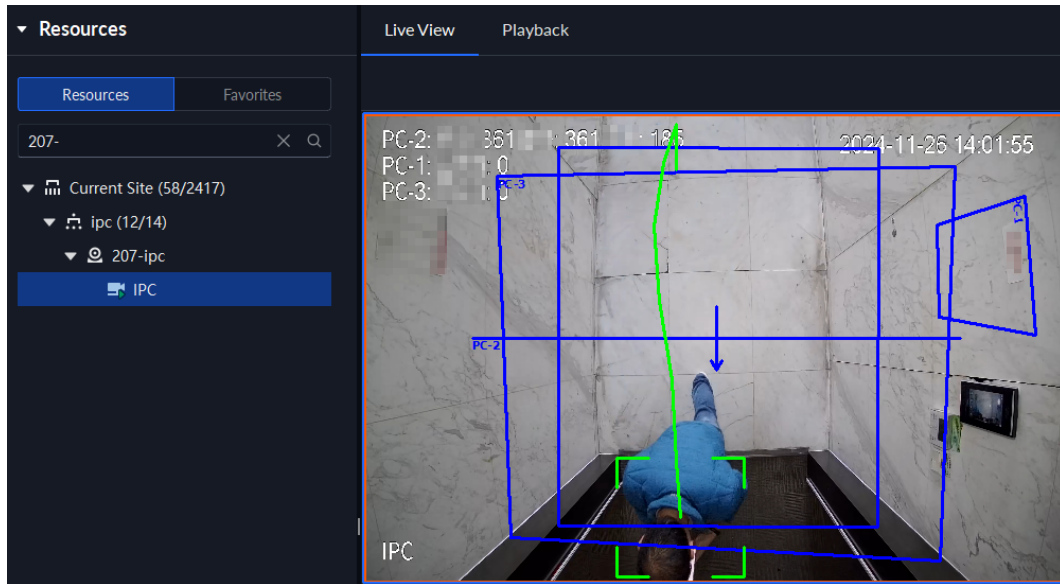 Resources
Live View Playback
Resources Favorites
207-
Current Site (58/2417)
ipc (12/14)
207-ipc
IPC
PC-2: 361 : 361 : 185
2024-11-26 14:01:55
PC-1: : 0
PC-3: : 0
PC-3
PC-1
PC-2
IPC